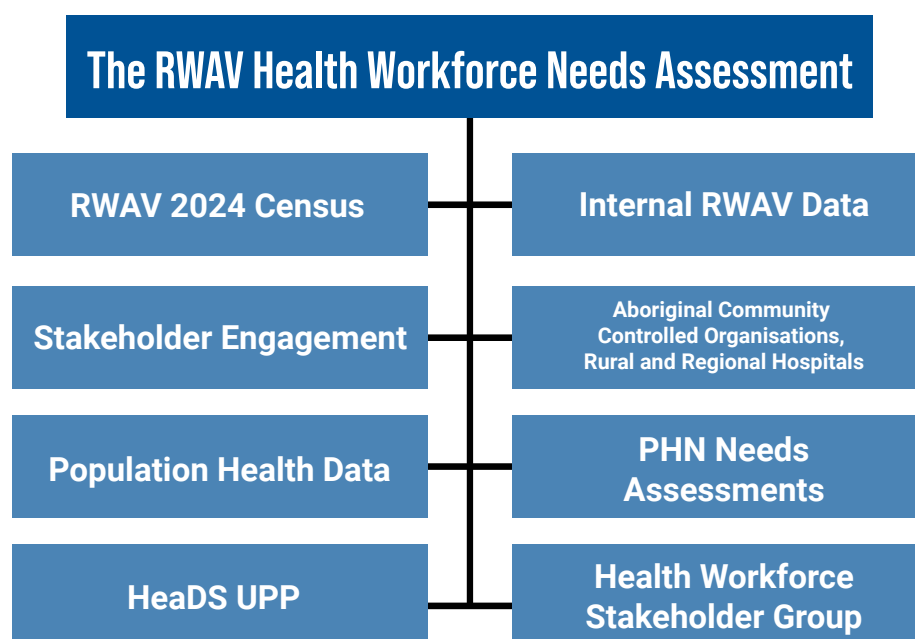 The RWAV Health Workforce Needs Assessment
RWAV 2024 Census
Internal RWAV Data
Stakeholder Engagement
Aboriginal Community
Controlled Organisations,
Rural and Regional Hospitals
Population Health Data
PHN Needs
Assessments
HeaDS UPP
Health Workforce
Stakeholder Group